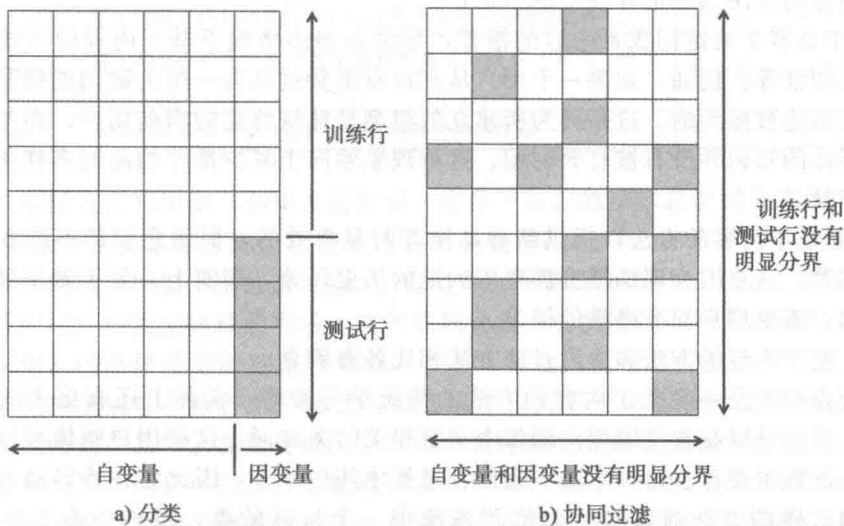 训练行
测试行
自变量
因变量
a) 分类
训练行和
测试行没有
明显分界
自变量和因变量没有明显分界
b) 协同过滤